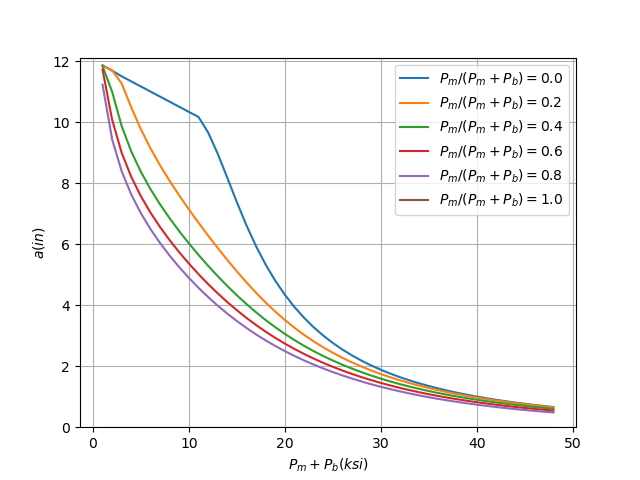 12
10
8
6
4
2
0
a(in)
0 10 20 30 40 50
P_m + P_b(ksi)
P_m/(P_m + P_b) = 0.0
P_m/(P_m + P_b) = 0.2
P_m/(P_m + P_b) = 0.4
P_m/(P_m + P_b) = 0.6
P_m/(P_m + P_b) = 0.8
P_m/(P_m + P_b) = 1.0